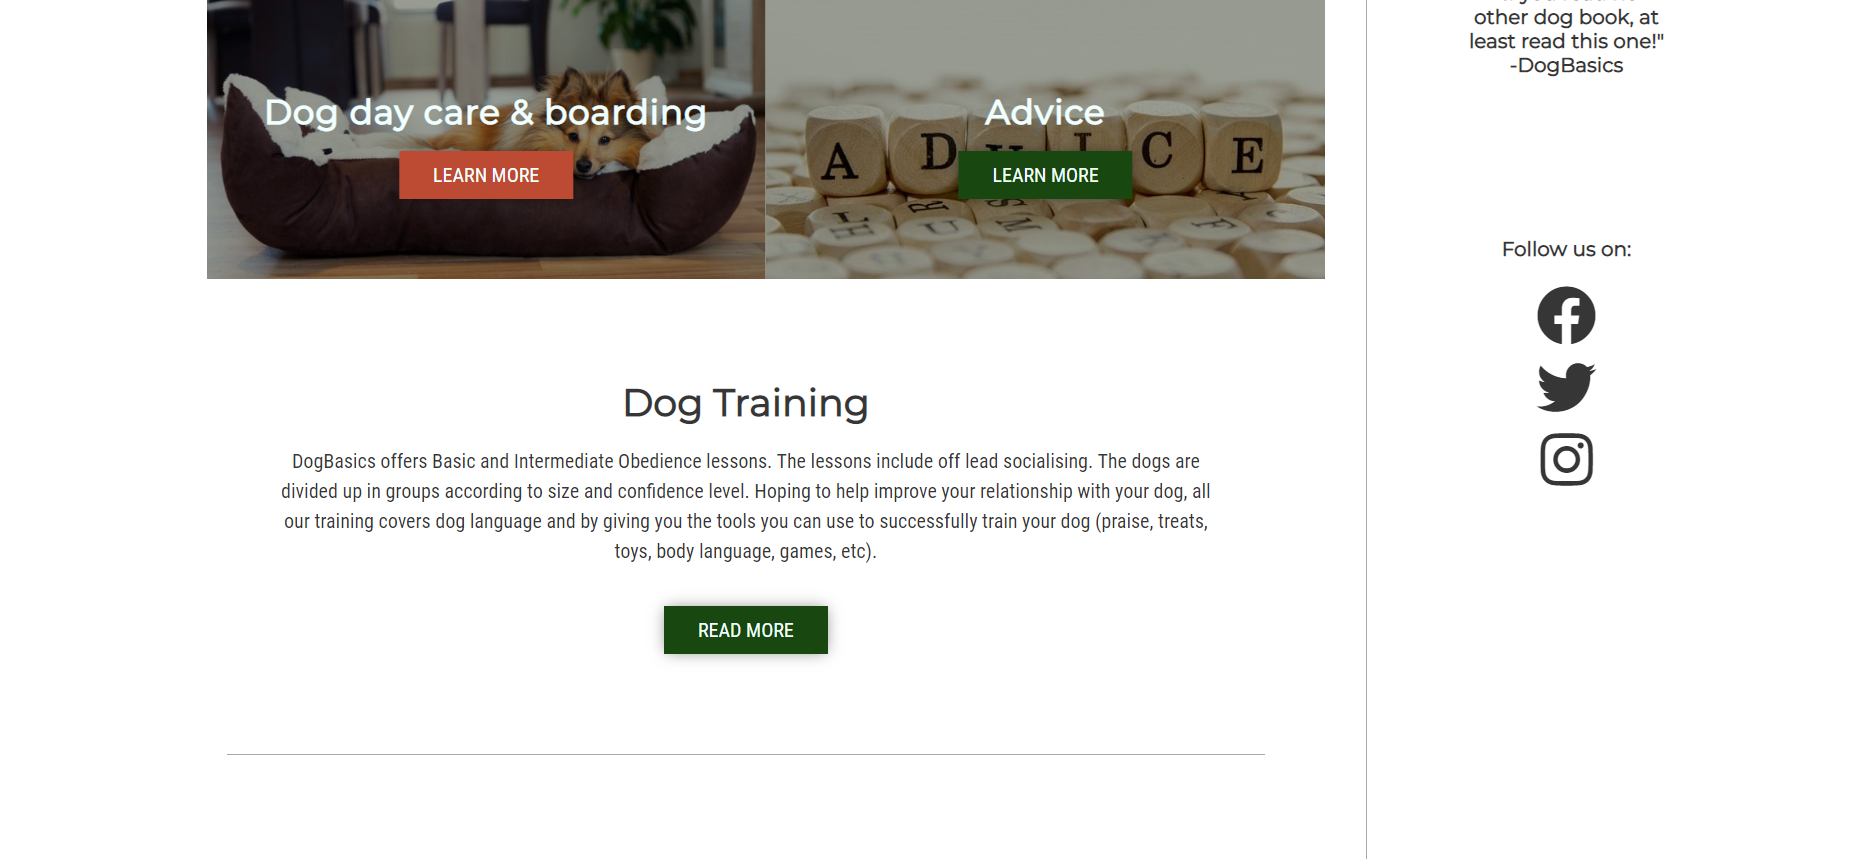 Dog day care & boarding
LEARN MORE
Advice
A D V I C E
LEARN MORE
Dog Training
DogBasics offers Basic and Intermediate Obedience lessons. The lessons include off lead socialising. The dogs are
divided up in groups according to size and confidence level. Hoping to help improve your relationship with your dog, all
our training covers dog language and by giving you the tools you can use to successfully train your dog (praise, treats,
toys, body language, games, etc).
READ MORE
other dog book, at
least read this one!"
-DogBasics
Follow us on: